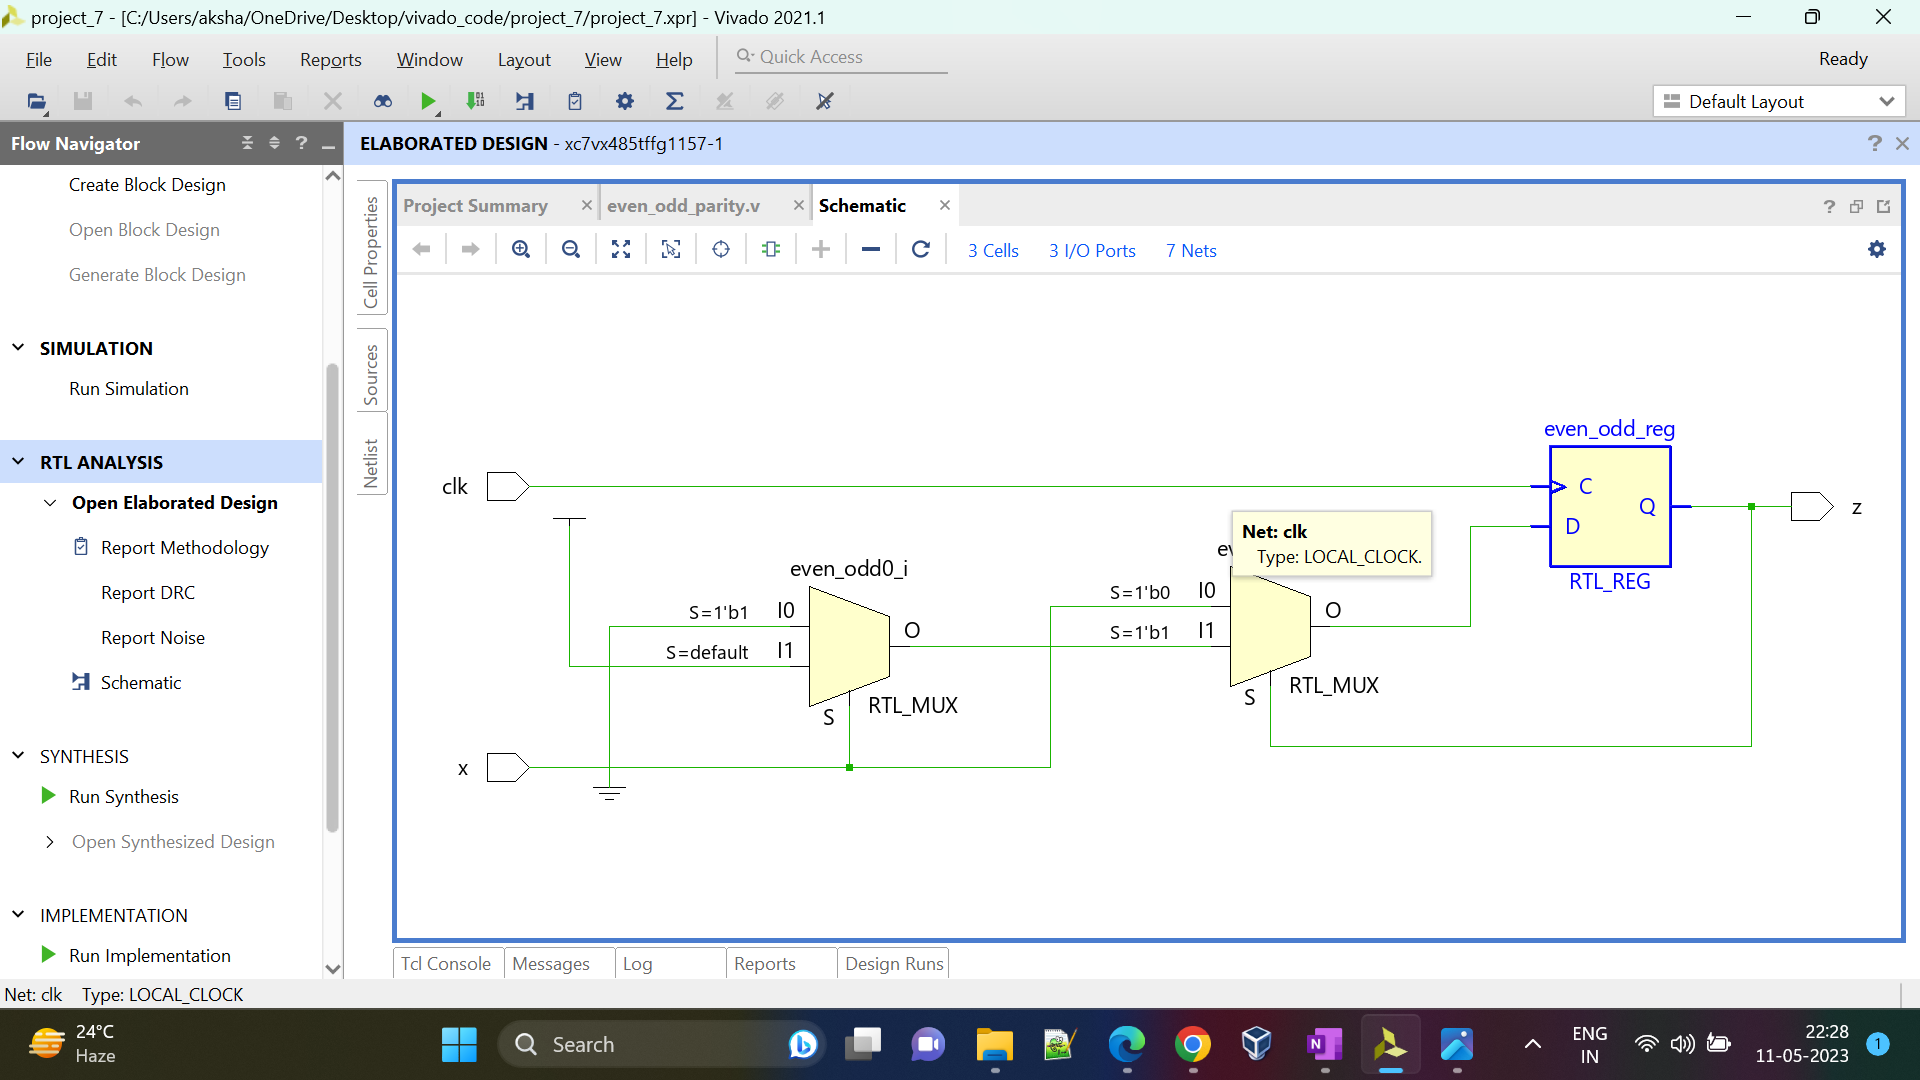 project_7 - [C:/Users/aksha/OneDrive/Desktop/vivado_code/project_7/project_7.xpr] - Vivado 2021.1
File Edit Flow Tools Reports Window Layout View Help Quick Access Ready
Default Layout
Flow Navigator ? ELABORATED DESIGN - xc7vx485tffg1157-1 ?
Create Block Design
Open Block Design
Generate Block Design
SIMULATION
Run Simulation
RTL ANALYSIS
Open Elaborated Design
Report Methodology
Report DRC
Report Noise
Schematic
SYNTHESIS
Run Synthesis
Open Synthesized Design
IMPLEMENTATION
Run Implementation
Cell Properties
Sources
Netlist
Project Summary even_odd_parity.v Schematic ?
3 Cells 3 I/O Ports 7 Nets
even_odd_reg
clk
C
Q
D
z
RTL_REG
Net: clk
Type: LOCAL_CLOCK.
even_odd0_i
S=1'b1 I0
S=default I1
O
S
RTL_MUX
S=1'b0 I0
S=1'b1 I1
O
S
RTL_MUX
x
Tcl Console Messages Log Reports Design Runs
Net: clk Type: LOCAL_CLOCK
24°C
Haze
Search
ENG
IN
22:28
11-05-2023
1